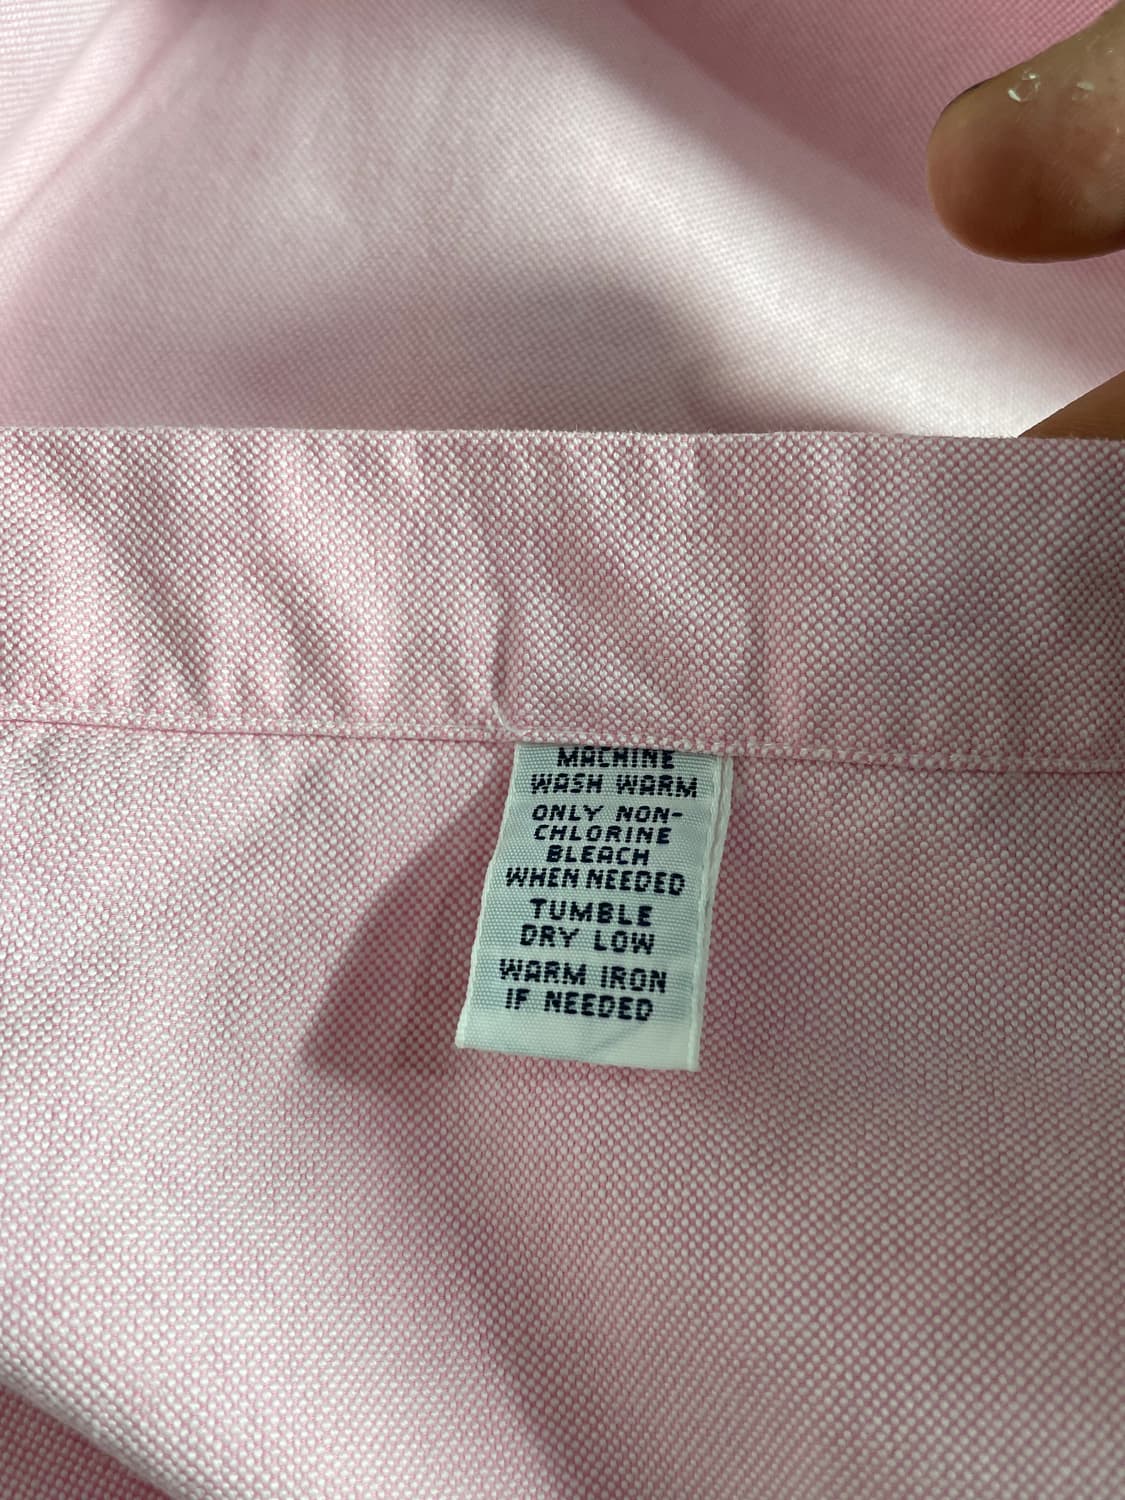 MACHINE
WASH WARM
ONLY NON-
CHLORINE
BLEACH
WHEN NEEDED
TUMBLE
DRY LOW
WARM IRON
IF NEEDED